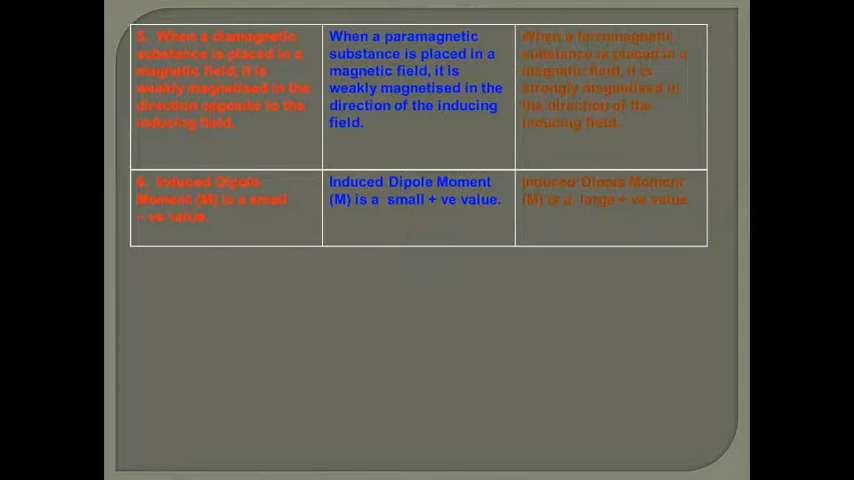 5. When a diamagnetic
substance is placed in a
magnetic field, it is
weakly magnetised in the
direction opposite to the
inducing field.
When a paramagnetic
substance is placed in a
magnetic field, it is
weakly magnetised in the
direction of the inducing
field.
When a ferromagnetic
substance is placed in a
magnetic field, it is
strongly magnetised in
the direction of the
inducing field.
6. Induced Dipole
Moment (M) is a small
– ve value.
Induced Dipole Moment
(M) is a small + ve value.
Induced Dipole Moment
(M) is a large + ve value.